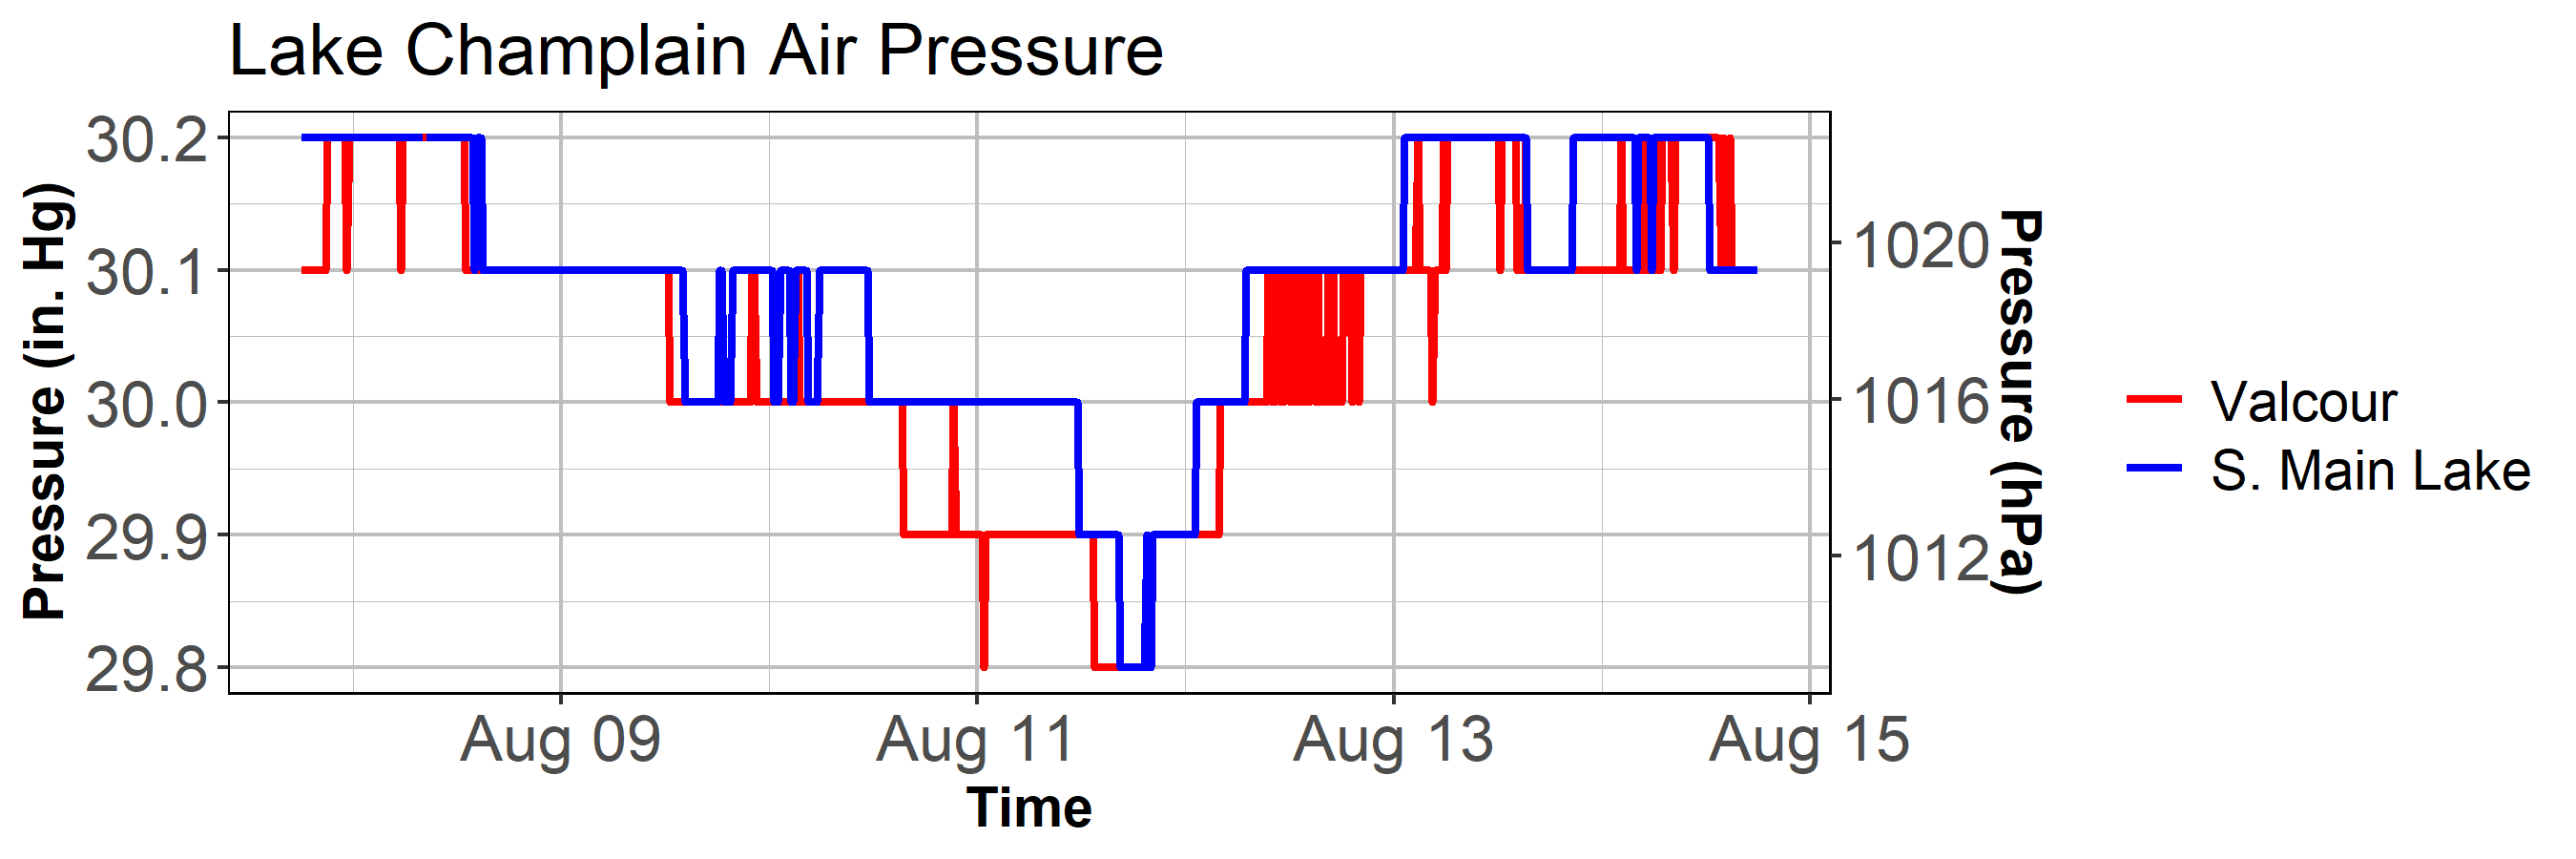 Lake Champlain Air Pressure
Pressure (in. Hg)
30.2
30.1
30.0
29.9
29.8
1020
1016
1012
Pressure (hPa)
Valcour
S. Main Lake
Aug 09
Aug 11
Aug 13
Aug 15
Time